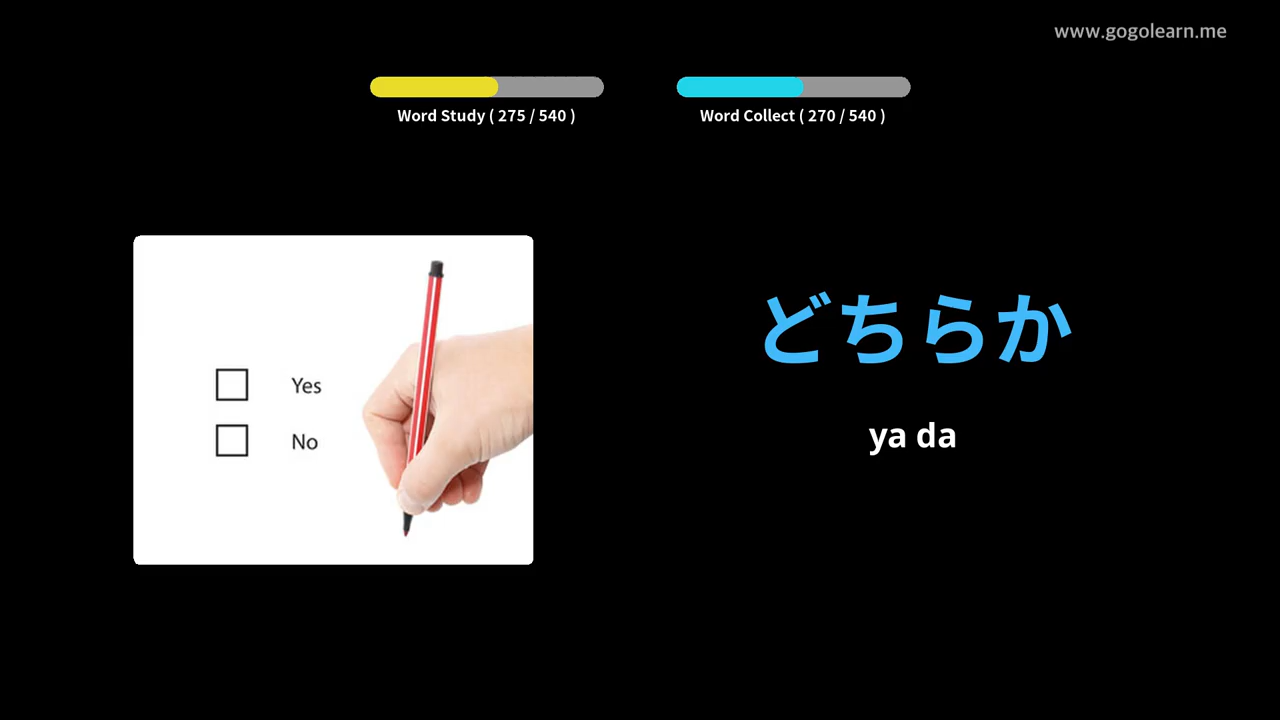 www.gogolearn.me
Word Study ( 275 / 540 )
Word Collect ( 270 / 540 )
Yes
No
どちらか
ya da